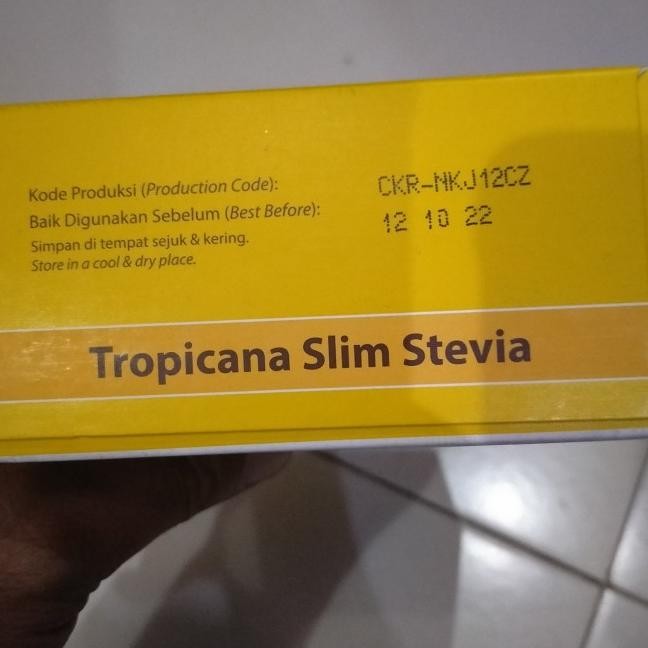 Kode Produksi (Production Code): CKR-NKJ12CZ
Baik Digunakan Sebelum (Best Before): 12 10 22
Simpan di tempat sejuk & kering.
Store in a cool & dry place.
Tropicana Slim Stevia